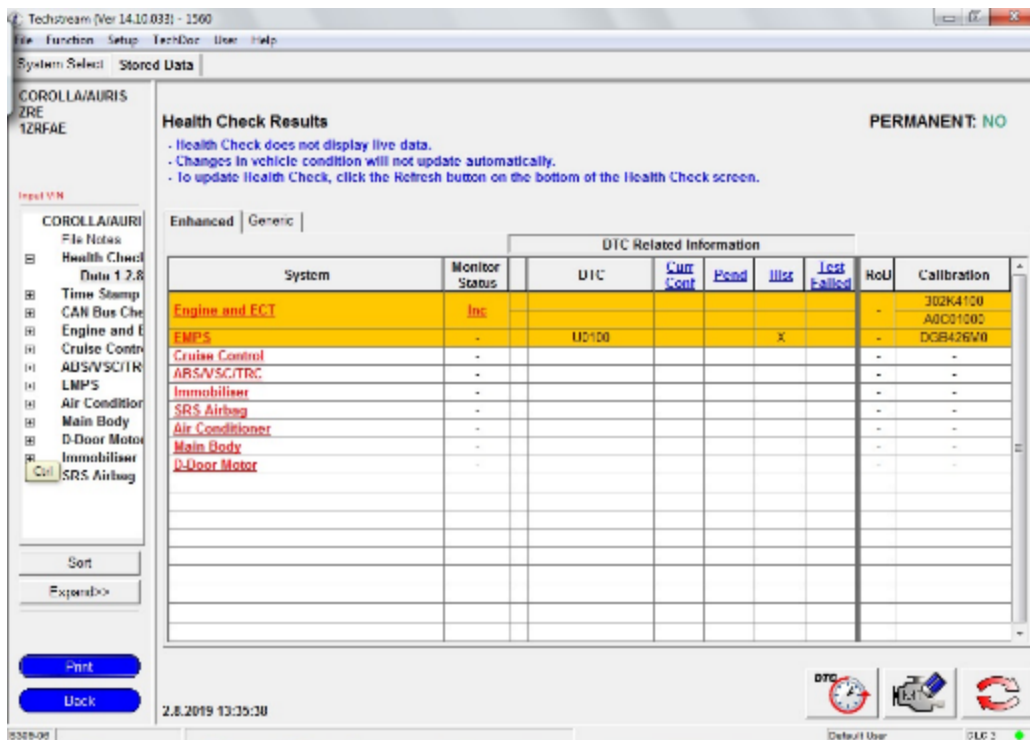 Techstream (Ver 14.10.033) - 1560
File Function Setup TechDoc User Help
System Select Stored Data
COROLLA/AURIS
ZRE
1ZRFAE
Input VIN
COROLLA/AURI
File Notes
Health Check
Data 1.2.8
Time Stamp
CAN Bus Che
Engine and E
Cruise Contr
ABS/VSC/TR
EMPS
Air Condition
Main Body
D-Door Motor
Immobiliser
Ctrl
SRS Airbag
Sort
Expand>>
Print
Back
Health Check Results
PERMANENT: NO
- Health Check does not display live data.
- Changes in vehicle condition will not update automatically.
- To update Health Check, click the Refresh button on the bottom of the Health Check screen.
Enhanced Generic
DTC Related Information
System Monitor Status DTC Curr Conf Pend Hist Test Failed RoU Calibration
Engine and ECT Inc - 302K4100
A0C01000
EMPS - U0100 X - DGB426V0
Cruise Control - - -
ABS/VSC/TRC - - -
Immobiliser - - -
SRS Airbag - - -
Air Conditioner - - -
Main Body - - -
D-Door Motor - - -
2.8.2019 13:35:38
DTC
S309-06 Default User DLC 3